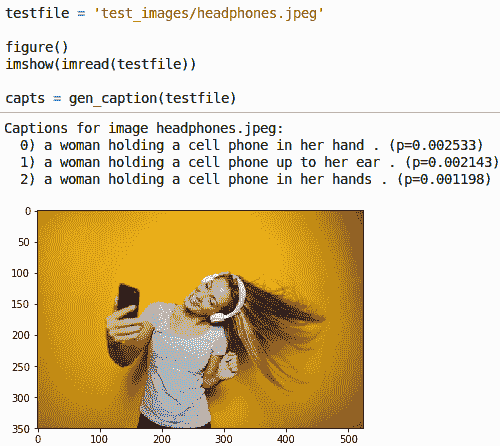 testfile = 'test_images/headphones.jpeg'
figure()
imshow(imread(testfile))
capts = gen_caption(testfile)
Captions for image headphones.jpeg:
0) a woman holding a cell phone in her hand . (p=0.002533)
1) a woman holding a cell phone up to her ear . (p=0.002143)
2) a woman holding a cell phone in her hands . (p=0.001198)
0
50
100
150
200
250
300
350
0 100 200 300 400 500